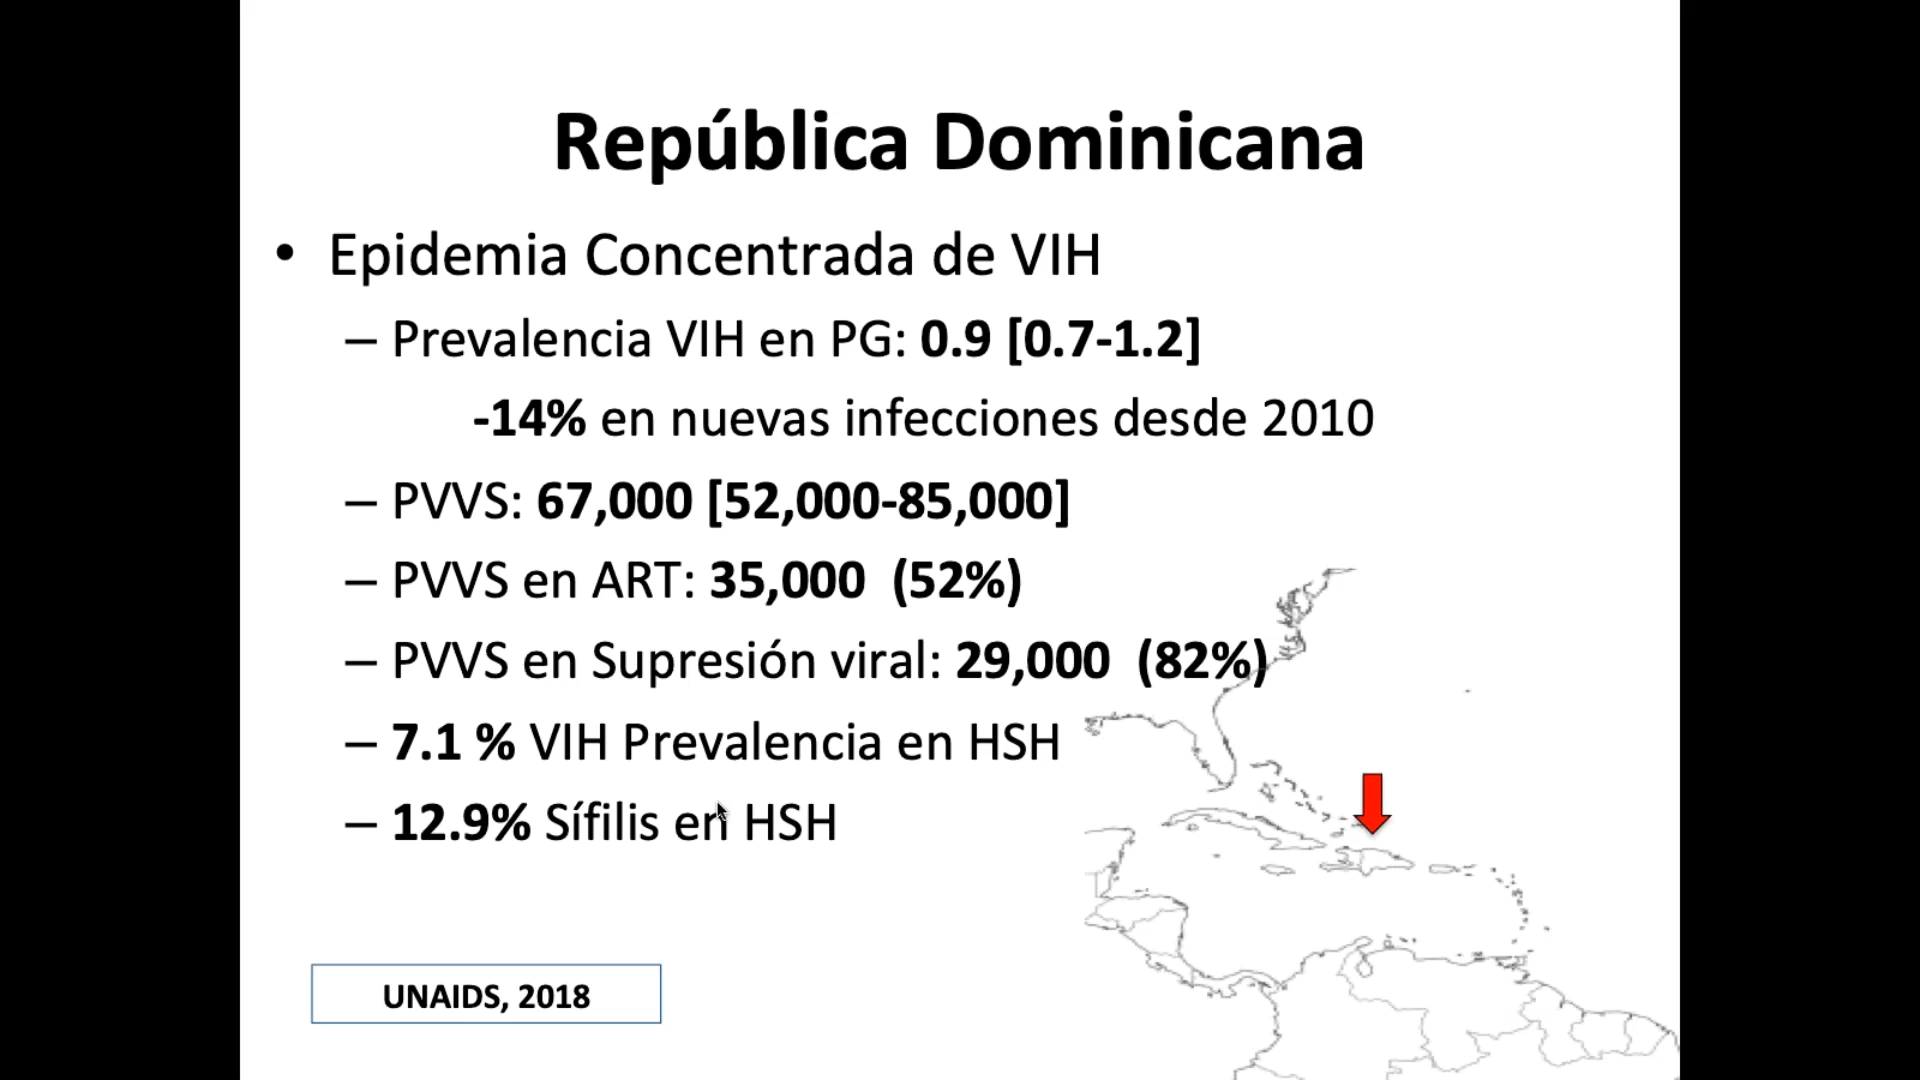 República Dominicana
• Epidemia Concentrada de VIH
– Prevalencia VIH en PG: 0.9 [0.7-1.2]
-14% en nuevas infecciones desde 2010
– PVVS: 67,000 [52,000-85,000]
– PVVS en ART: 35,000 (52%)
– PVVS en Supresión viral: 29,000 (82%)
– 7.1 % VIH Prevalencia en HSH
– 12.9% Sífilis en HSH
UNAIDS, 2018